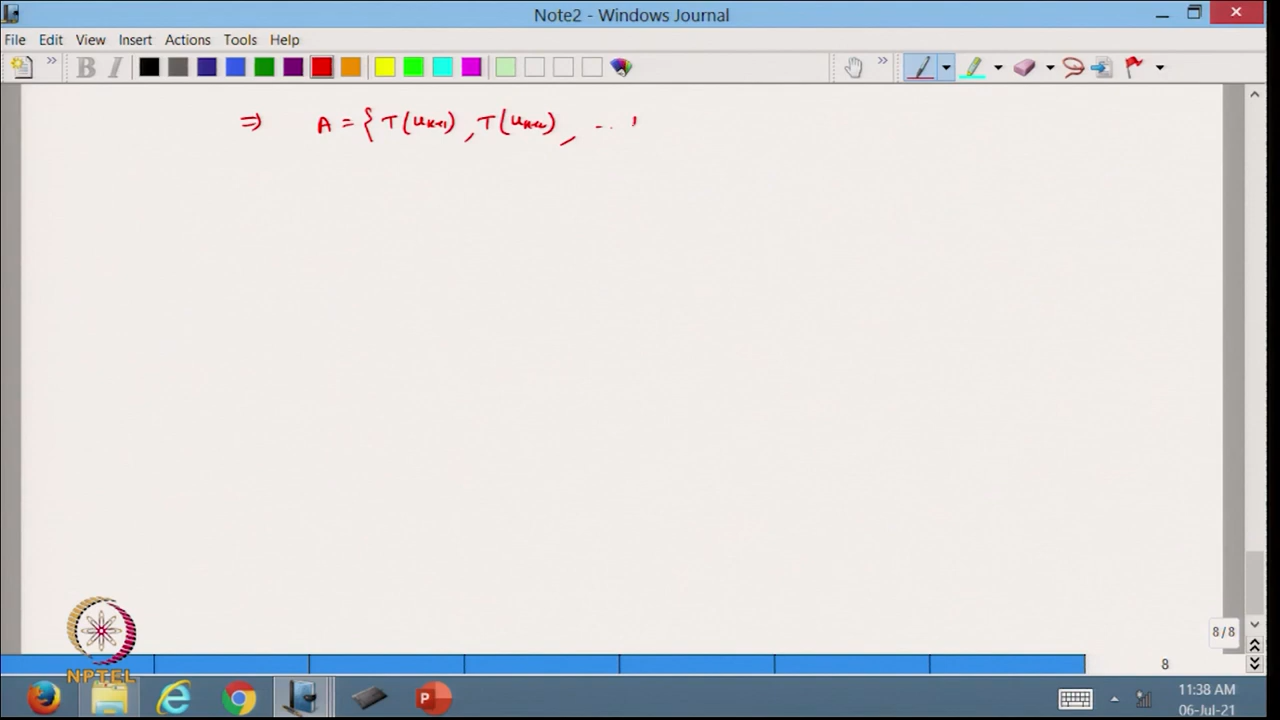 Note2 - Windows Journal
File Edit View Insert Actions Tools Help
B I
⇒ A = { T(u_{k+1}), T(u_{k+2}), ...
8/8
8
NPTEL
11:38 AM
06-Jul-21